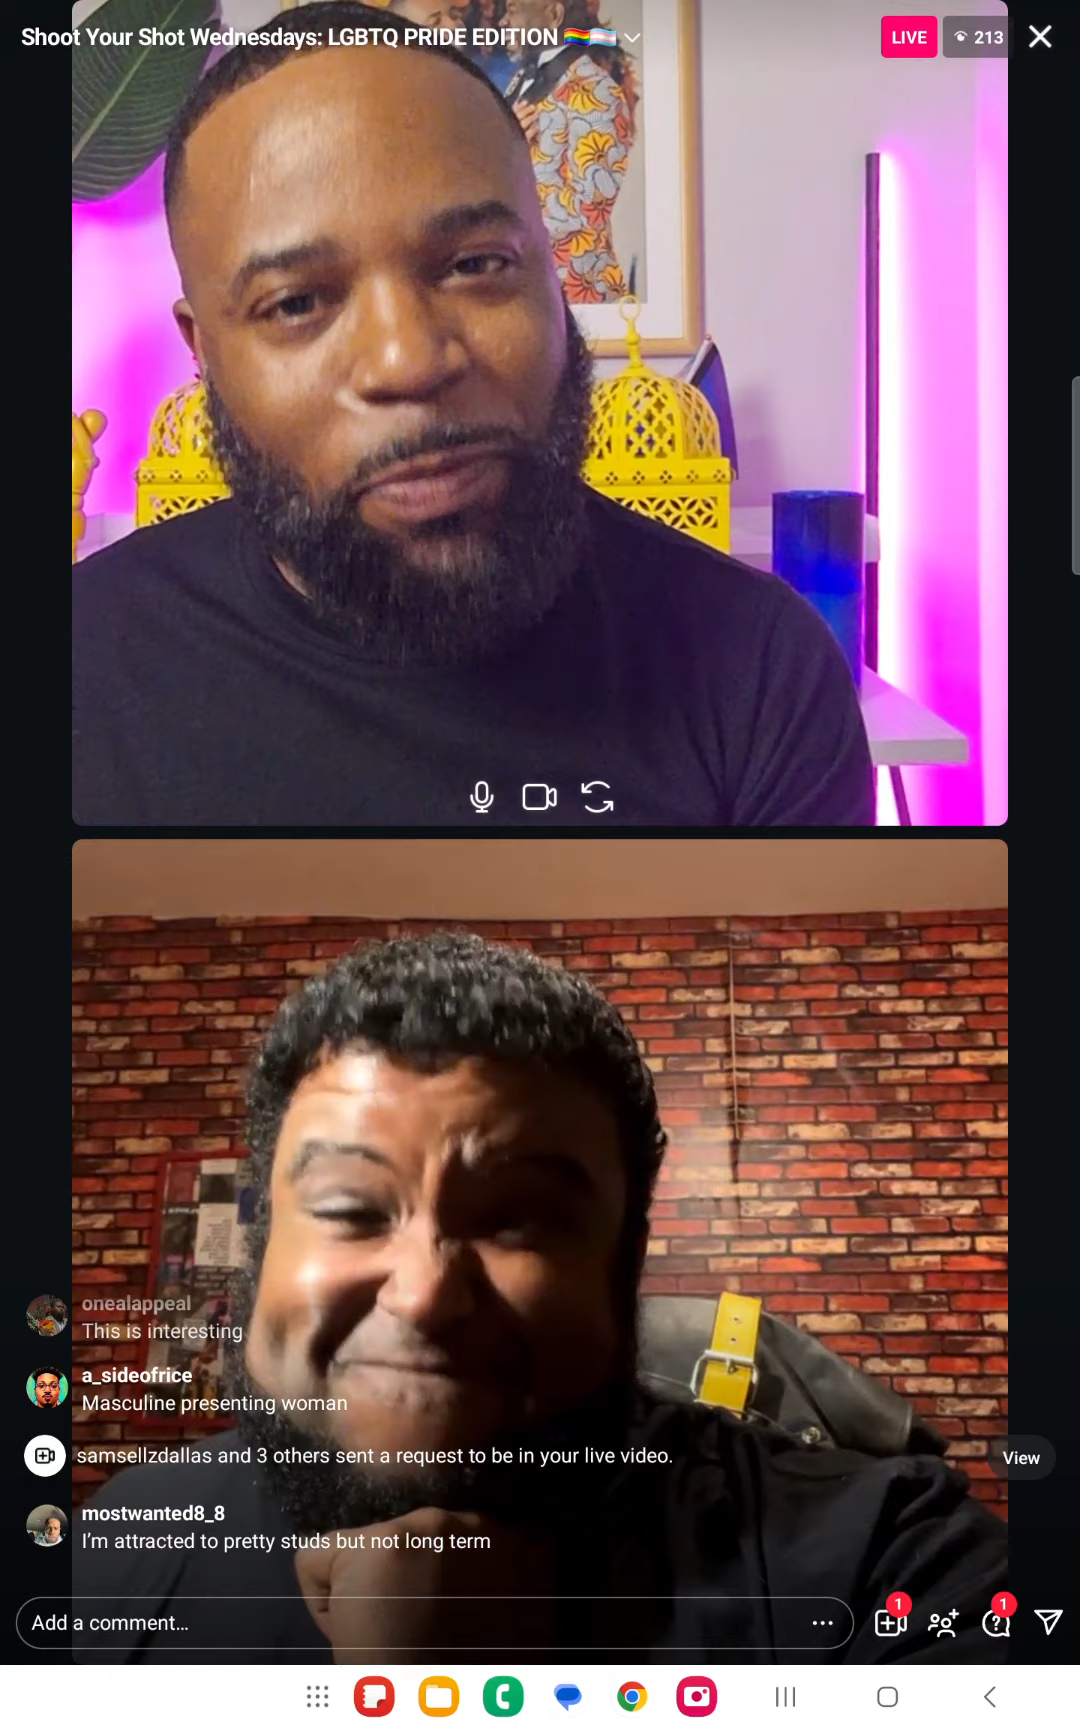 Shoot Your Shot Wednesdays: LGBTQ PRIDE EDITION 🏳️‍🌈🏳️‍⚧️
LIVE
213
onealappeal
This is interesting
a_sideofrice
Masculine presenting woman
samsellzdallas and 3 others sent a request to be in your live video.
View
mostwanted8_8
I'm attracted to pretty studs but not long term
Add a comment...
1
1